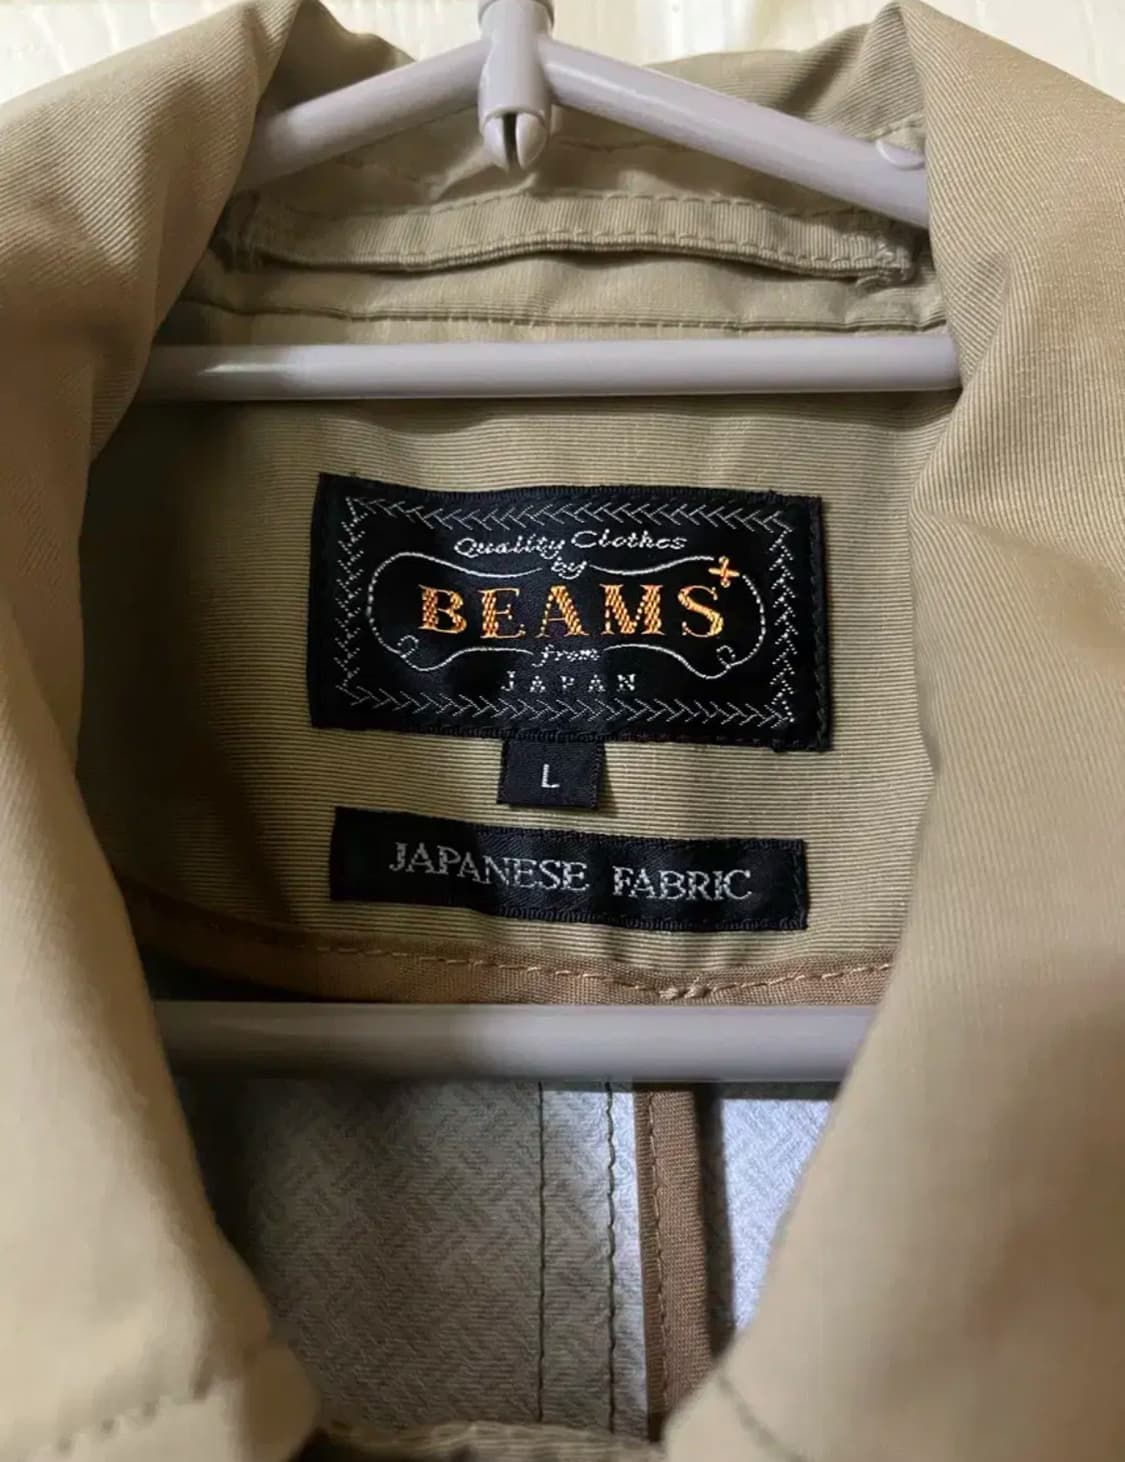 Quality Clothes
by
BEAMS+
from
JAPAN
L
JAPANESE FABRIC